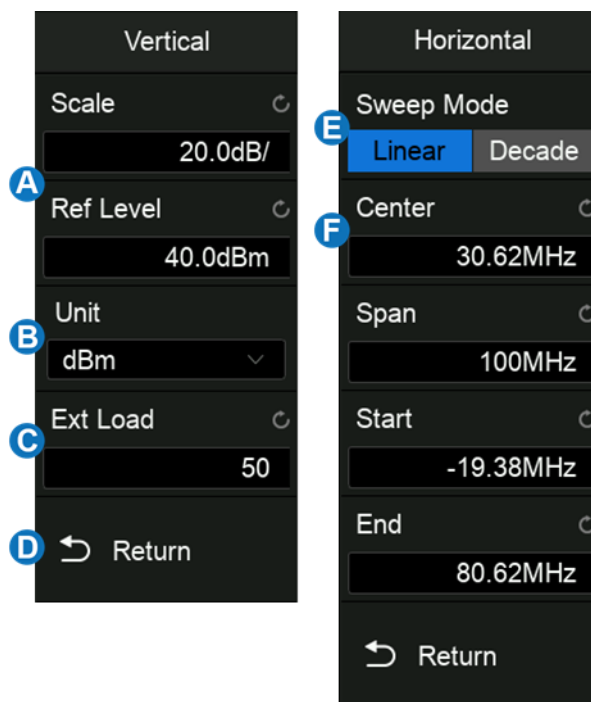 Vertical
Scale
20.0dB/
A
Ref Level
40.0dBm
Unit
B
dBm
Ext Load
C
50
D
Return
Horizontal
Sweep Mode
E
Linear Decade
Center
F
30.62MHz
Span
100MHz
Start
-19.38MHz
End
80.62MHz
Return